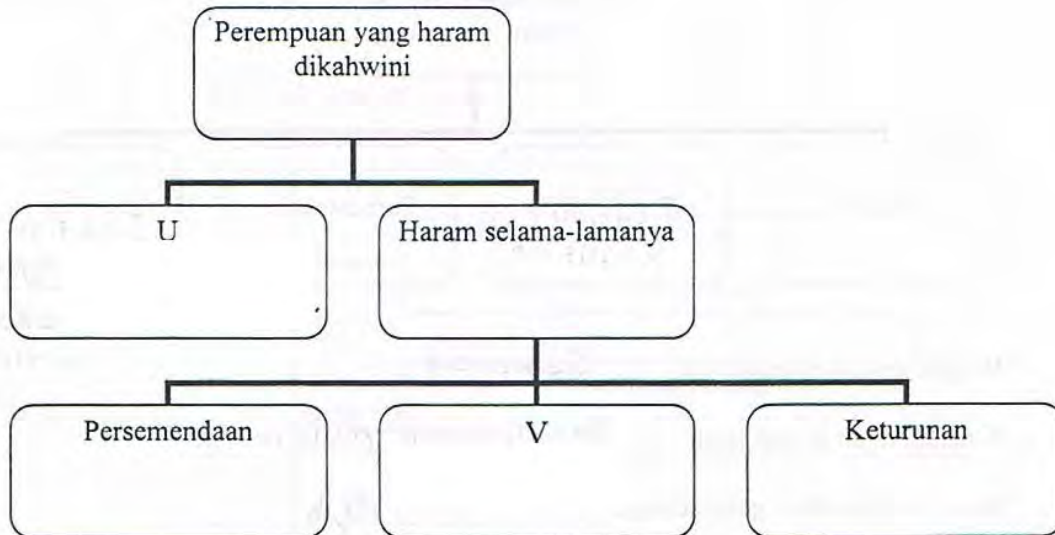 Perempuan yang haram
dikahwini
U
Haram selama-lamanya
Persemendaan
V
Keturunan